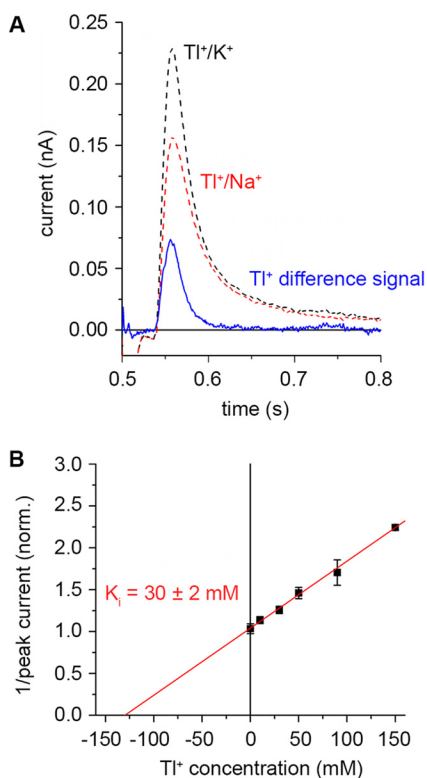 A
0.25
Tl⁺/K⁺
0.20
0.15
Tl⁺/Na⁺
0.10
0.05
Tl⁺ difference signal
0.00
current (nA)
0.5 0.6 0.7 0.8
time (s)
B
3.0
2.5
2.0
1.5
Kᵢ = 30 ± 2 mM
1.0
0.5
0.0
1/peak current (norm.)
-150 -100 -50 0 50 100 150
Tl⁺ concentration (mM)